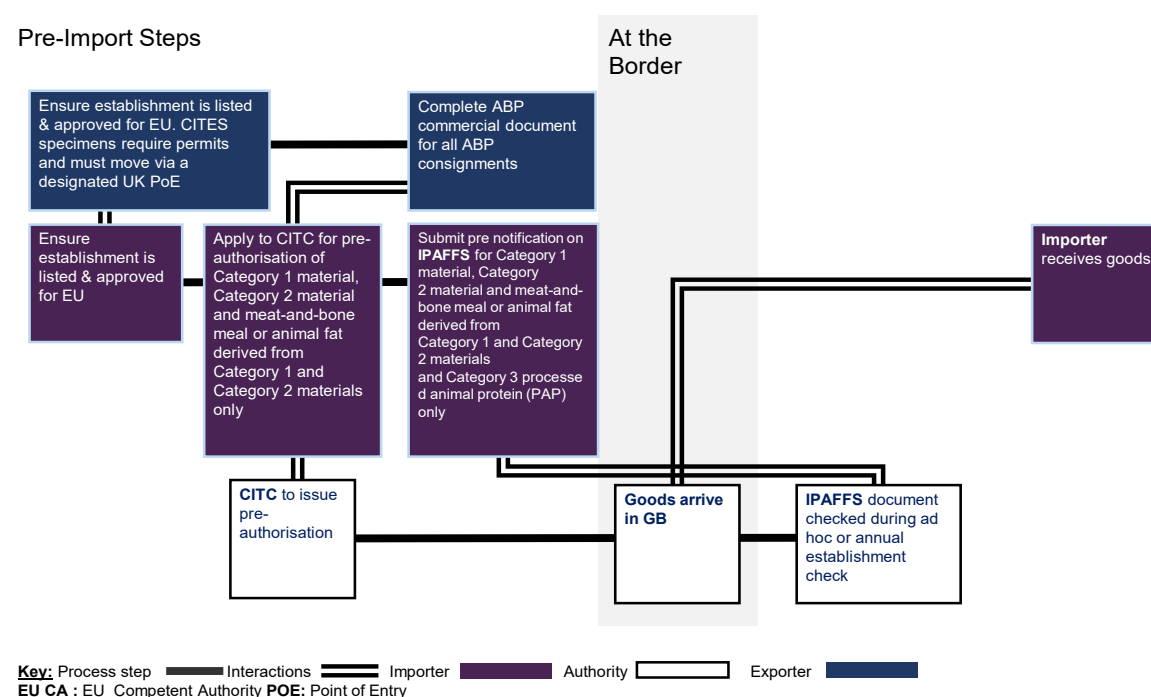 Pre-Import Steps
At the
Border
Ensure establishment is listed
& approved for EU. CITES
specimens require permits
and must move via a
designated UK PoE
Complete ABP
commercial document
for all ABP
consignments
Ensure
establishment is
listed & approved
for EU
Apply to CITC for pre-
authorisation of
Category 1 material,
Category 2 material
and meat-and-bone
meal or animal fat
derived from
Category 1 and
Category 2 materials
only
Submit pre notification on
IPAFFS for Category 1
material, Category
2 material and meat-and-
bone meal or animal fat
derived from
Category 1 and Category
2 materials
and Category 3 processe
d animal protein (PAP)
only
Importer
receives goods
CITC to issue
pre-
authorisation
Goods arrive
in GB
IPAFFS document
checked during ad
hoc or annual
establishment
check
Key: Process step Interactions Importer Authority Exporter
EU CA : EU Competent Authority POE: Point of Entry